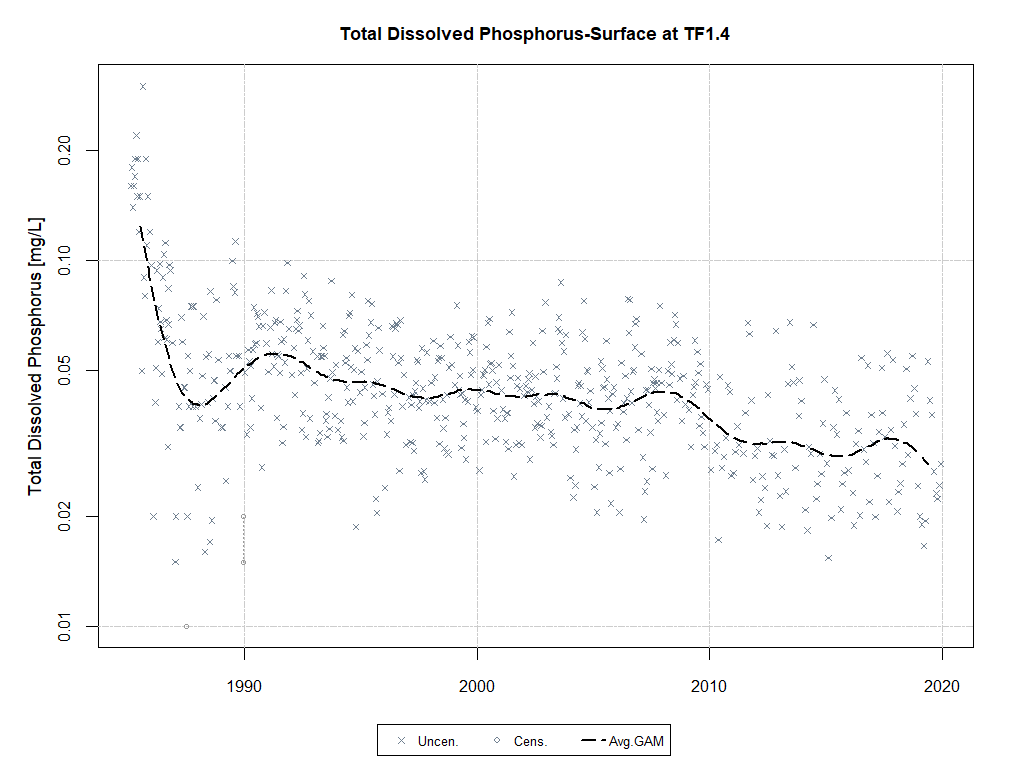 Total Dissolved Phosphorus-Surface at TF1.4
Total Dissolved Phosphorus [mg/L]
0.20
0.10
0.05
0.02
0.01
1990 2000 2010 2020
Uncen. Cens. Avg.GAM